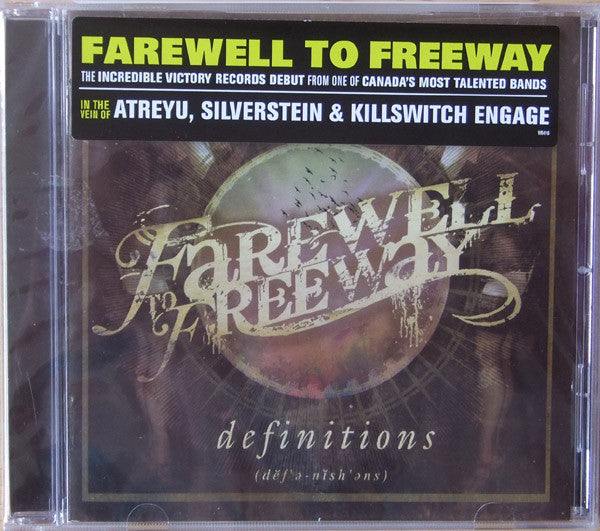 FAREWELL TO FREEWAY
THE INCREDIBLE VICTORY RECORDS DEBUT FROM ONE OF CANADA'S MOST TALENTED BANDS
IN THE VEIN OF ATREYU, SILVERSTEIN & KILLSWITCH ENGAGE
FAREWELL
TO FREEWAY
definitions
(dĕf'ə-nĭsh'əns)